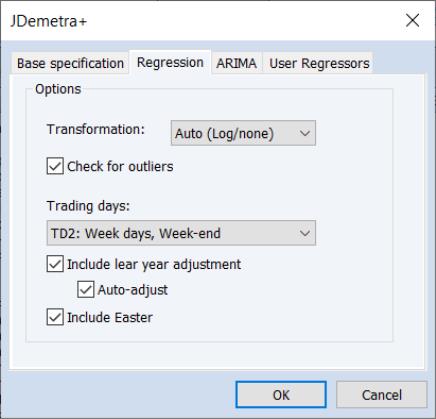 JDemetra+
Base specification Regression ARIMA User Regressors
Options
Transformation: Auto (Log/none)
Check for outliers
Trading days:
TD2: Week days, Week-end
Include lear year adjustment
Auto-adjust
Include Easter
OK Cancel